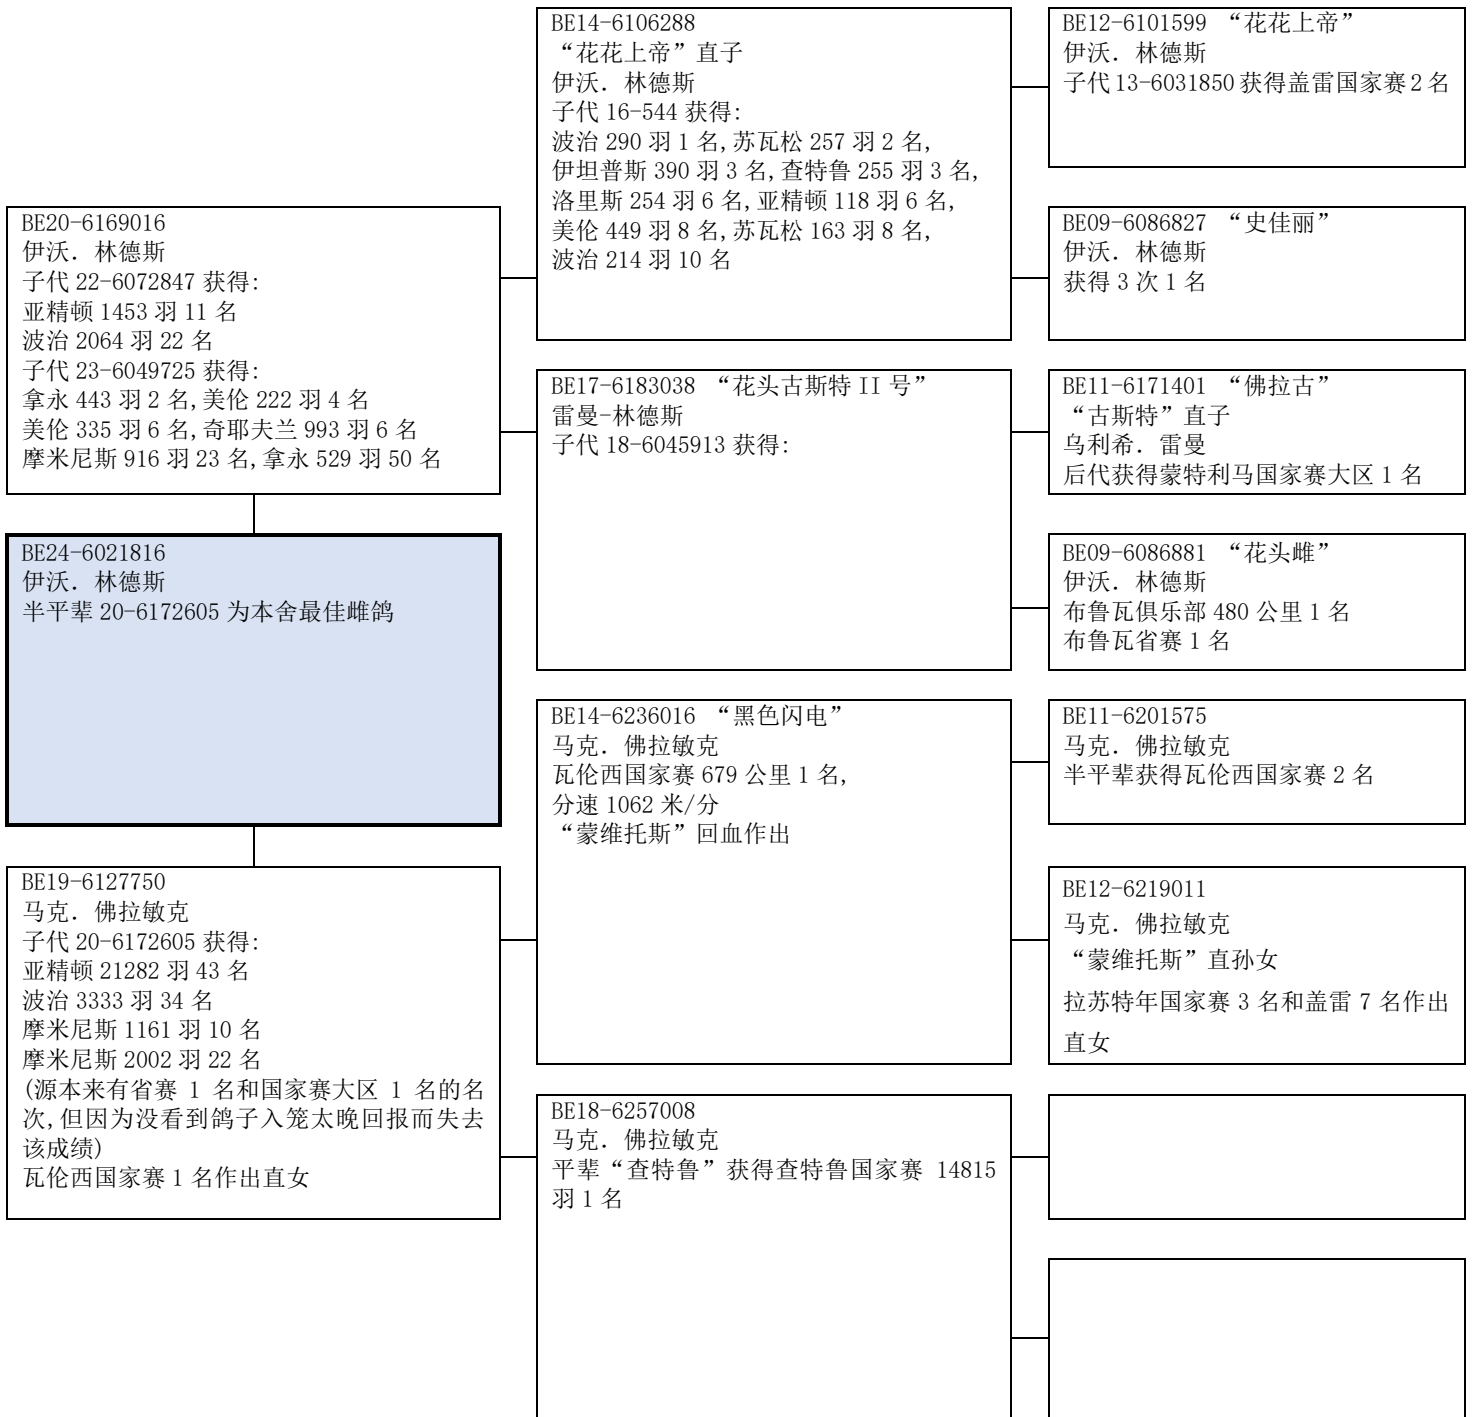 BE20-6169016
伊沃．林德斯
子代 22-6072847 获得:
亚精顿 1453 羽 11 名
波治 2064 羽 22 名
子代 23-6049725 获得:
拿永 443 羽 2 名,美伦 222 羽 4 名
美伦 335 羽 6 名,奇耶夫兰 993 羽 6 名
摩米尼斯 916 羽 23 名,拿永 529 羽 50 名
BE24-6021816
伊沃．林德斯
半平辈 20-6172605 为本舍最佳雌鸽
BE19-6127750
马克．佛拉敏克
子代 20-6172605 获得:
亚精顿 21282 羽 43 名
波治 3333 羽 34 名
摩米尼斯 1161 羽 10 名
摩米尼斯 2002 羽 22 名
(源本来有省赛 1 名和国家赛大区 1 名的名
次,但因为没看到鸽子入笼太晚回报而失去
该成绩)
瓦伦西国家赛 1 名作出直女
BE14-6106288
“花花上帝”直子
伊沃．林德斯
子代 16-544 获得:
波治 290 羽 1 名,苏瓦松 257 羽 2 名,
伊坦普斯 390 羽 3 名,查特鲁 255 羽 3 名,
洛里斯 254 羽 6 名,亚精顿 118 羽 6 名,
美伦 449 羽 8 名,苏瓦松 163 羽 8 名,
波治 214 羽 10 名
BE17-6183038 “花头古斯特 II 号”
雷曼-林德斯
子代 18-6045913 获得:
BE14-6236016 “黑色闪电”
马克．佛拉敏克
瓦伦西国家赛 679 公里 1 名,
分速 1062 米/分
“蒙维托斯”回血作出
BE18-6257008
马克．佛拉敏克
平辈“查特鲁”获得查特鲁国家赛 14815
羽 1 名
BE12-6101599 “花花上帝”
伊沃．林德斯
子代 13-6031850 获得盖雷国家赛 2 名
BE09-6086827 “史佳丽”
伊沃．林德斯
获得 3 次 1 名
BE11-6171401 “佛拉古”
“古斯特”直子
乌利希．雷曼
后代获得蒙特利马国家赛大区 1 名
BE09-6086881 “花头雌”
伊沃．林德斯
布鲁瓦俱乐部 480 公里 1 名
布鲁瓦省赛 1 名
BE11-6201575
马克．佛拉敏克
半平辈获得瓦伦西国家赛 2 名
BE12-6219011
马克．佛拉敏克
“蒙维托斯”直孙女
拉苏特年国家赛 3 名和盖雷 7 名作出
直女